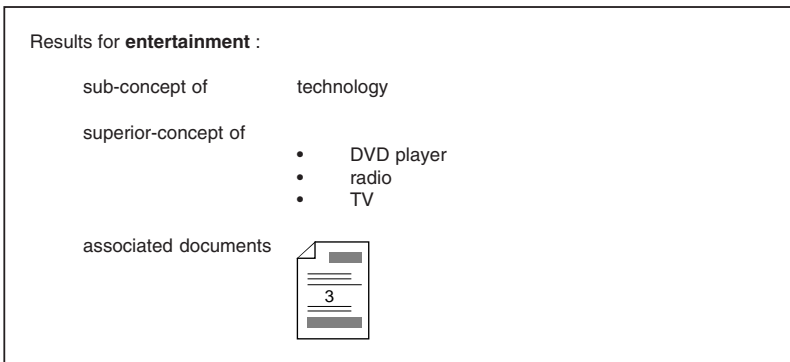 Results for entertainment :
sub-concept of technology
superior-concept of
• DVD player
• radio
• TV
associated documents
3